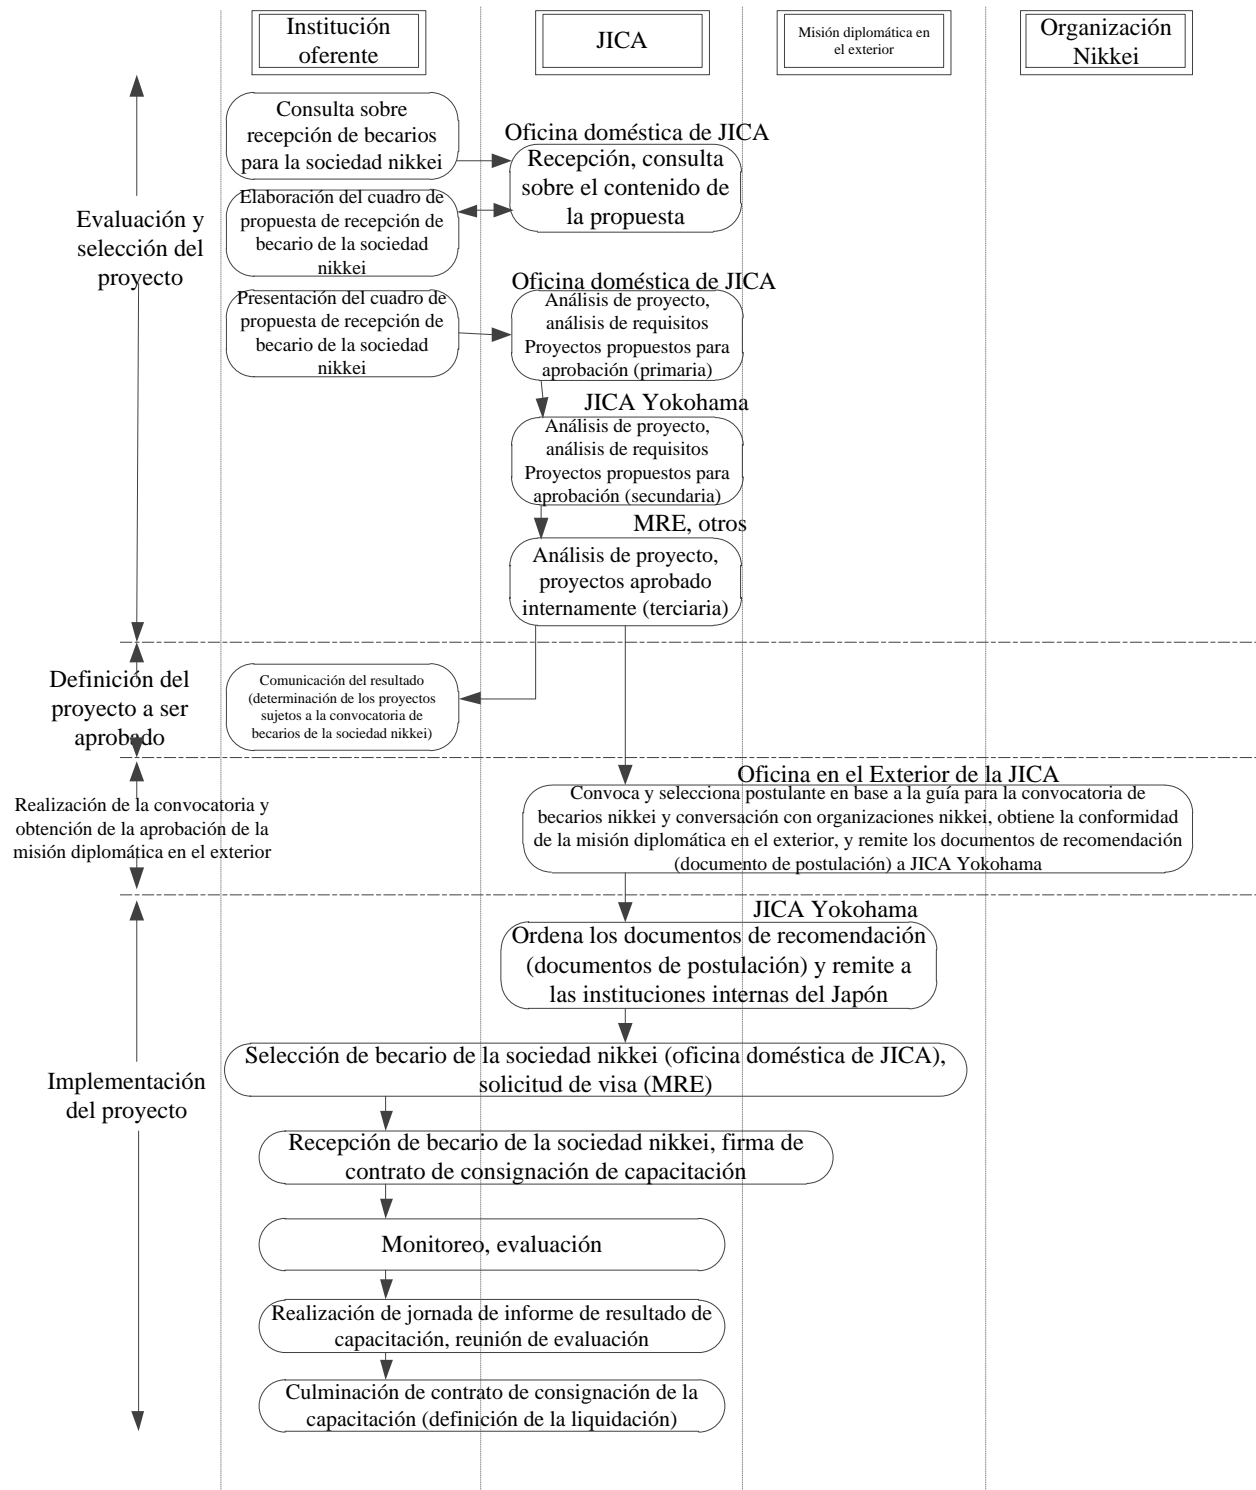 Institución
oferente
JICA
Misión diplomática en
el exterior
Organización
Nikkei
Evaluación y
selección del
proyecto
Consulta sobre
recepción de becarios
para la sociedad nikkei
Oficina doméstica de JICA
Recepción, consulta
sobre el contenido de
la propuesta
Elaboración del cuadro de
propuesta de recepción de
becario de la sociedad
nikkei
Oficina doméstica de JICA
Presentación del cuadro de
propuesta de recepción de
becario de la sociedad
nikkei
Análisis de proyecto,
análisis de requisitos
Proyectos propuestos para
aprobación (primaria)
JICA Yokohama
Análisis de proyecto,
análisis de requisitos
Proyectos propuestos para
aprobación (secundaria)
MRE, otros
Análisis de proyecto,
proyectos aprobado
internamente (terciaria)
Definición del
proyecto a ser
aprobado
Comunicación del resultado
(determinación de los proyectos
sujetos a la convocatoria de
becarios de la sociedad nikkei)
Realización de la convocatoria y
obtención de la aprobación de la
misión diplomática en el exterior
Oficina en el Exterior de la JICA
Convoca y selecciona postulante en base a la guía para la convocatoria de
becarios nikkei y conversación con organizaciones nikkei, obtiene la conformidad
de la misión diplomática en el exterior, y remite los documentos de recomendación
(documento de postulación) a JICA Yokohama
Implementación
del proyecto
JICA Yokohama
Ordena los documentos de recomendación
(documentos de postulación) y remite a
las instituciones internas del Japón
Selección de becario de la sociedad nikkei (oficina doméstica de JICA),
solicitud de visa (MRE)
Recepción de becario de la sociedad nikkei, firma
de contrato de consignación de capacitación
Monitoreo, evaluación
Realización de jornada de informe de resultado de
capacitación, reunión de evaluación
Culminación de contrato de consignación de la
capacitación (definición de la liquidación)